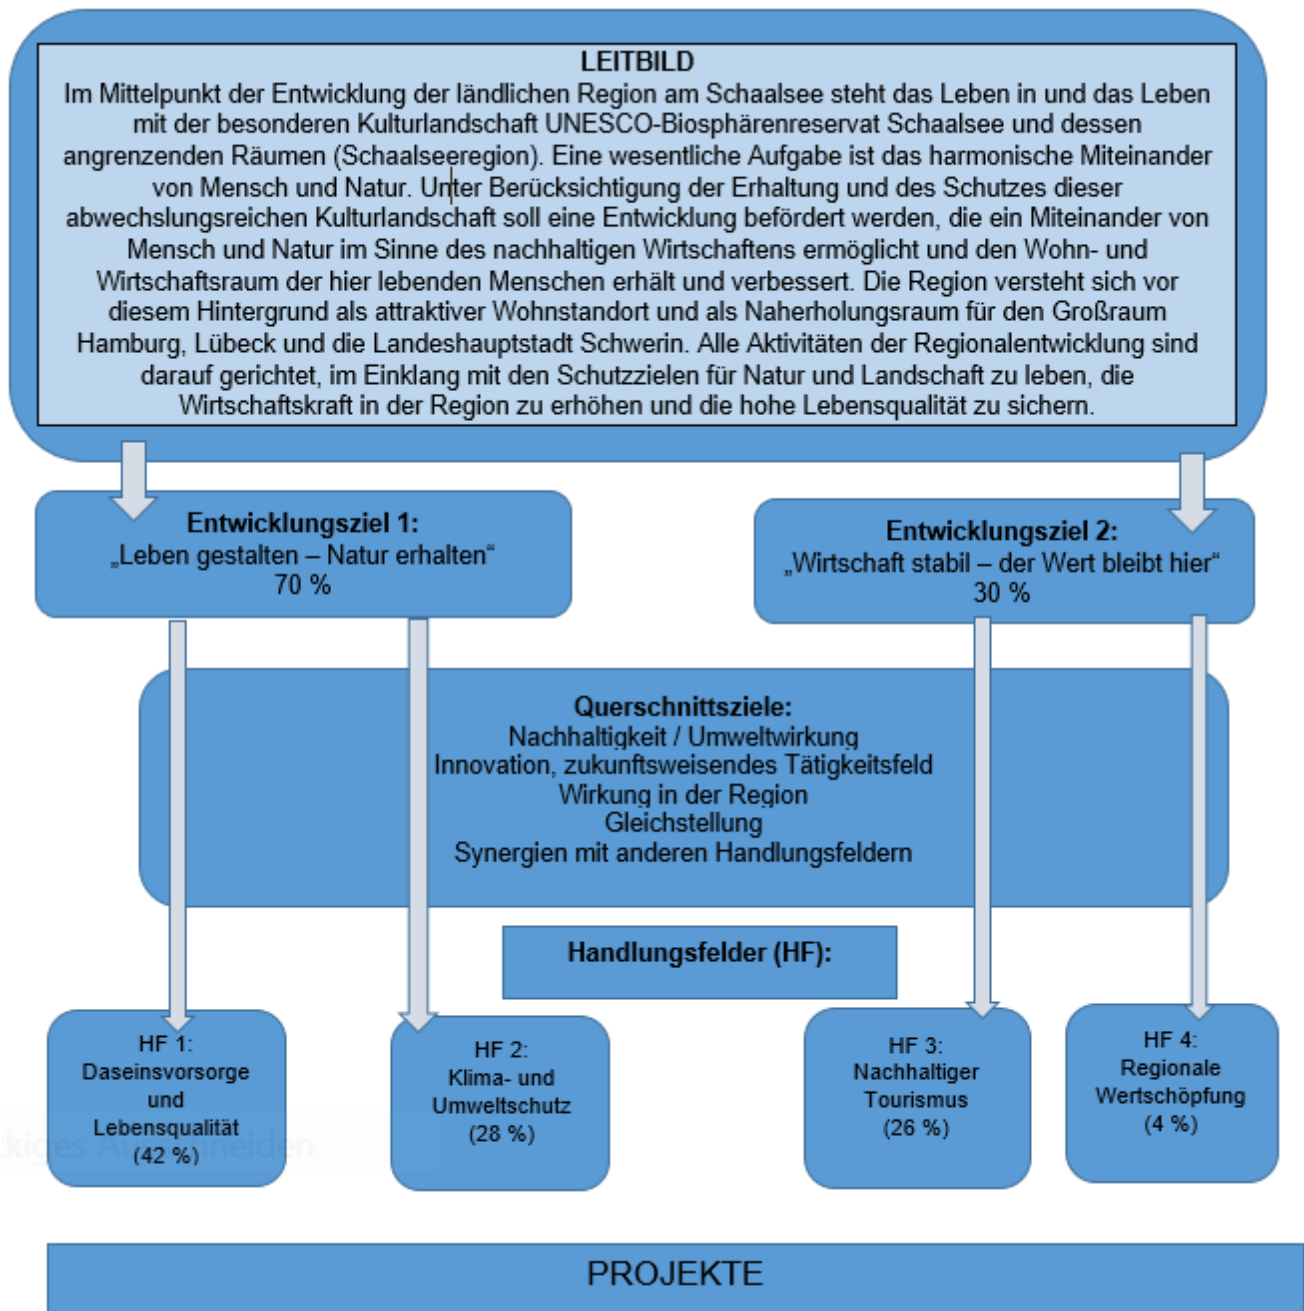 LEITBILD
Im Mittelpunkt der Entwicklung der ländlichen Region am Schaalsee steht das Leben in und das Leben
mit der besonderen Kulturlandschaft UNESCO-Biosphärenreservat Schaalsee und dessen
angrenzenden Räumen (Schaalseeregion). Eine wesentliche Aufgabe ist das harmonische Miteinander
von Mensch und Natur. Unter Berücksichtigung der Erhaltung und des Schutzes dieser
abwechslungsreichen Kulturlandschaft soll eine Entwicklung befördert werden, die ein Miteinander von
Mensch und Natur im Sinne des nachhaltigen Wirtschaftens ermöglicht und den Wohn- und
Wirtschaftsraum der hier lebenden Menschen erhält und verbessert. Die Region versteht sich vor
diesem Hintergrund als attraktiver Wohnstandort und als Naherholungsraum für den Großraum
Hamburg, Lübeck und die Landeshauptstadt Schwerin. Alle Aktivitäten der Regionalentwicklung sind
darauf gerichtet, im Einklang mit den Schutzzielen für Natur und Landschaft zu leben, die
Wirtschaftskraft in der Region zu erhöhen und die hohe Lebensqualität zu sichern.
Entwicklungsziel 1:
„Leben gestalten – Natur erhalten“
70 %
Entwicklungsziel 2:
„Wirtschaft stabil – der Wert bleibt hier“
30 %
Querschnittsziele:
Nachhaltigkeit / Umweltwirkung
Innovation, zukunftsweisendes Tätigkeitsfeld
Wirkung in der Region
Gleichstellung
Synergien mit anderen Handlungsfeldern
Handlungsfelder (HF):
HF 1:
Daseinsvorsorge
und
Lebensqualität
(42 %)
HF 2:
Klima- und
Umweltschutz
(28 %)
HF 3:
Nachhaltiger
Tourismus
(26 %)
HF 4:
Regionale
Wertschöpfung
(4 %)
PROJEKTE